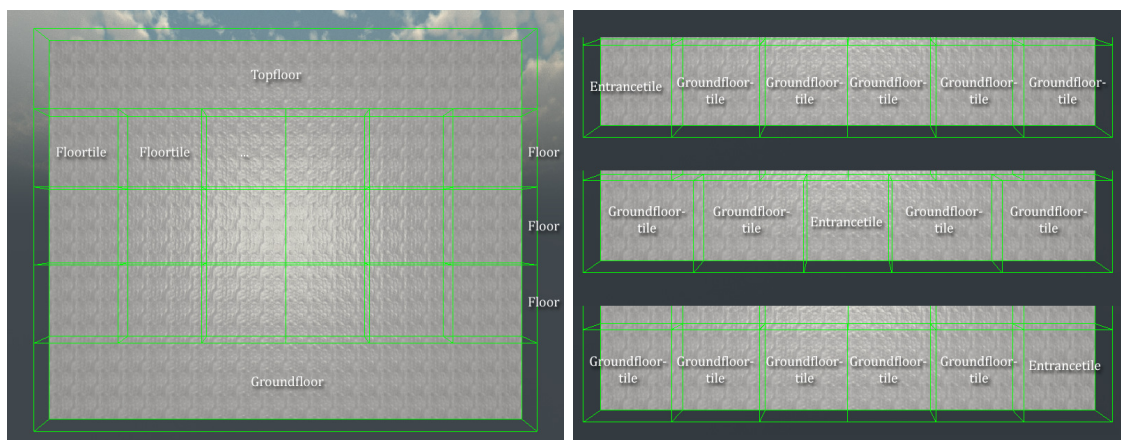 Topfloor
Floortile Floortile ... Floor
Floor
Floor
Groundfloor
Entrancetile Groundfloor- Groundfloor- Groundfloor- Groundfloor- Groundfloor-
tile tile tile tile tile
Groundfloor- Groundfloor- Entrancetile Groundfloor- Groundfloor-
tile tile tile tile
Groundfloor- Groundfloor- Groundfloor- Groundfloor- Groundfloor- Entrancetile
tile tile tile tile tile